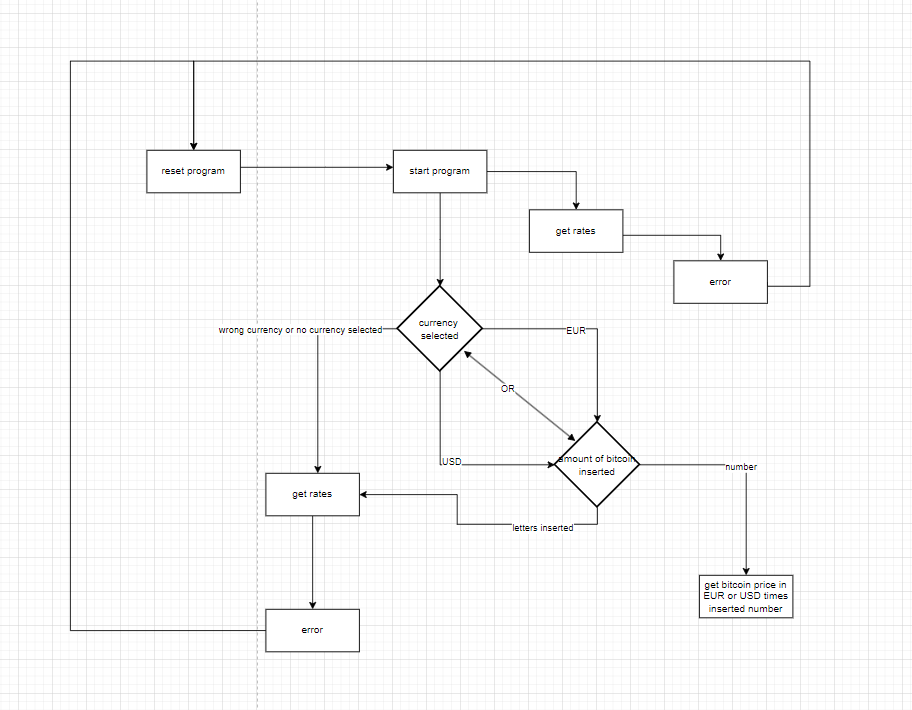 reset program
start program
get rates
error
currency
selected
wrong currency or no currency selected
EUR
OR
USD
amount of bitcoin
inserted
number
get rates
letters inserted
get bitcoin price in
EUR or USD times
inserted number
error